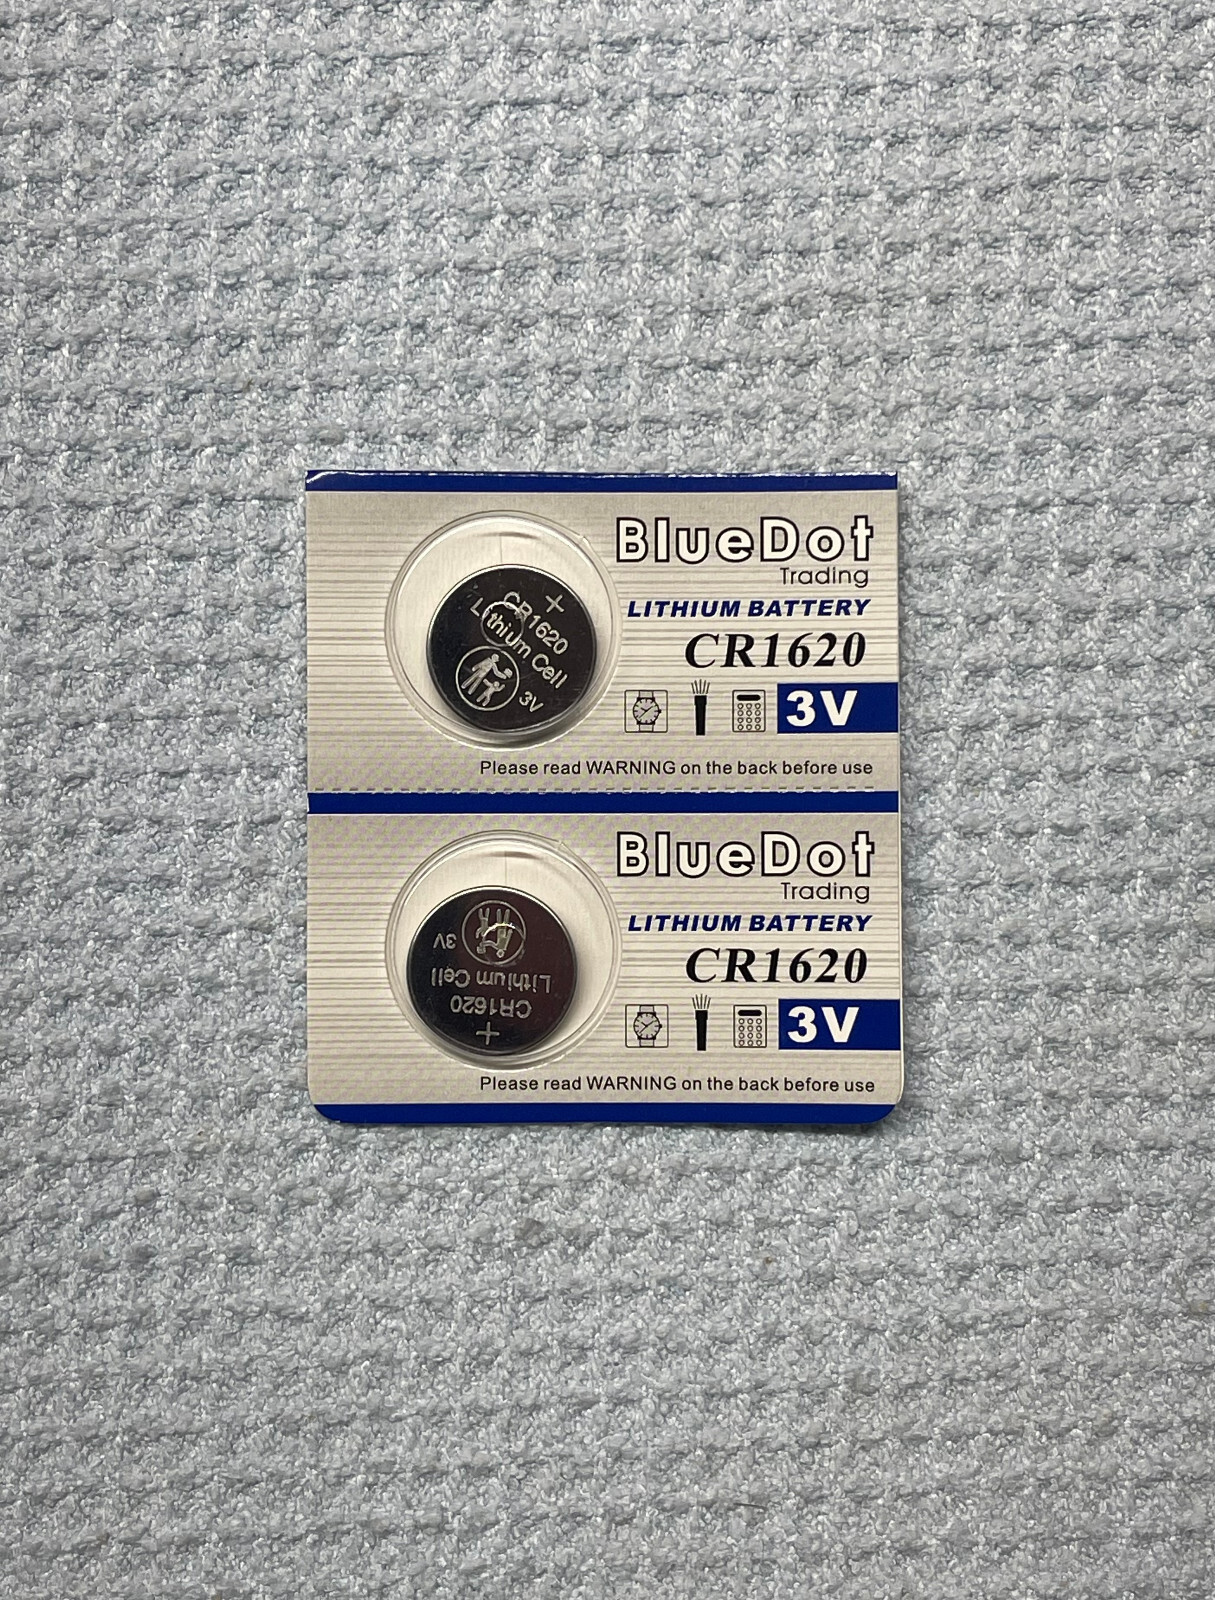 BlueDot
Trading
LITHIUM BATTERY
CR1620
3V
Please read WARNING on the back before use
+
CR1620
Lithium Cell
3V
BlueDot
Trading
LITHIUM BATTERY
CR1620
3V
Please read WARNING on the back before use
3V
Lithium Cell
CR1620
+